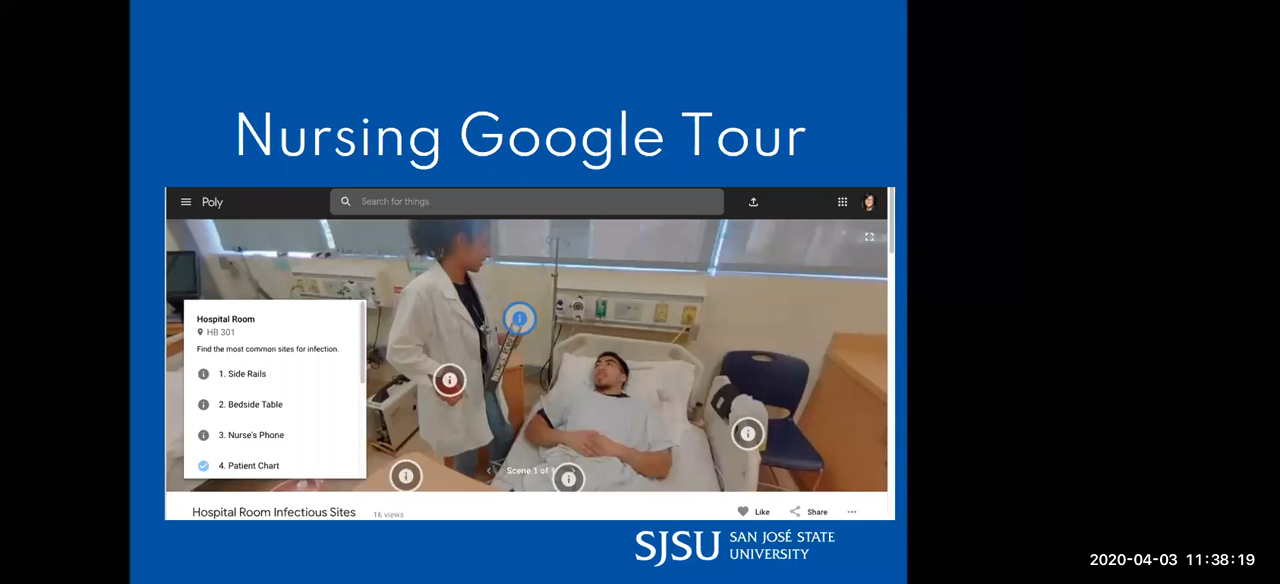 Nursing Google Tour
Poly
Search for things
Hospital Room
HB 301
Find the most common sites for infection.
1. Side Rails
2. Bedside Table
3. Nurse's Phone
4. Patient Chart
Scene 1 of 1
Hospital Room Infectious Sites
16 views
Like
Share
SJSU
SAN JOSÉ STATE
UNIVERSITY
2020-04-03 11:38:19